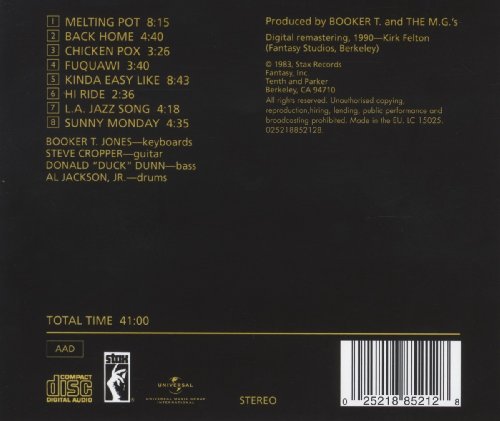 1 MELTING POT 8:15
2 BACK HOME 4:40
3 CHICKEN POX 3:26
4 FUQUAWI 3:40
5 KINDA EASY LIKE 8:43
6 HI RIDE 2:36
7 L.A. JAZZ SONG 4:18
8 SUNNY MONDAY 4:35
BOOKER T. JONES—keyboards
STEVE CROPPER—guitar
DONALD "DUCK" DUNN—bass
AL JACKSON, JR.—drums
Produced by BOOKER T. and THE M.G.'s
Digital remastering, 1990—Kirk Felton
(Fantasy Studios, Berkeley)
© 1983, Stax Records
Fantasy, Inc
Tenth and Parker
Berkeley, CA 94710
All rights reserved. Unauthorised copying,
reproduction,hiring, lending, public performance and
broadcasting prohibited. Made in the EU. LC 15025.
025218852128.
TOTAL TIME 41:00
AAD
COMPACT
disc
DIGITAL AUDIO
stax
UNIVERSAL
UNIVERSAL MUSIC GROUP
INTERNATIONAL
STEREO
0 25218 85212 8